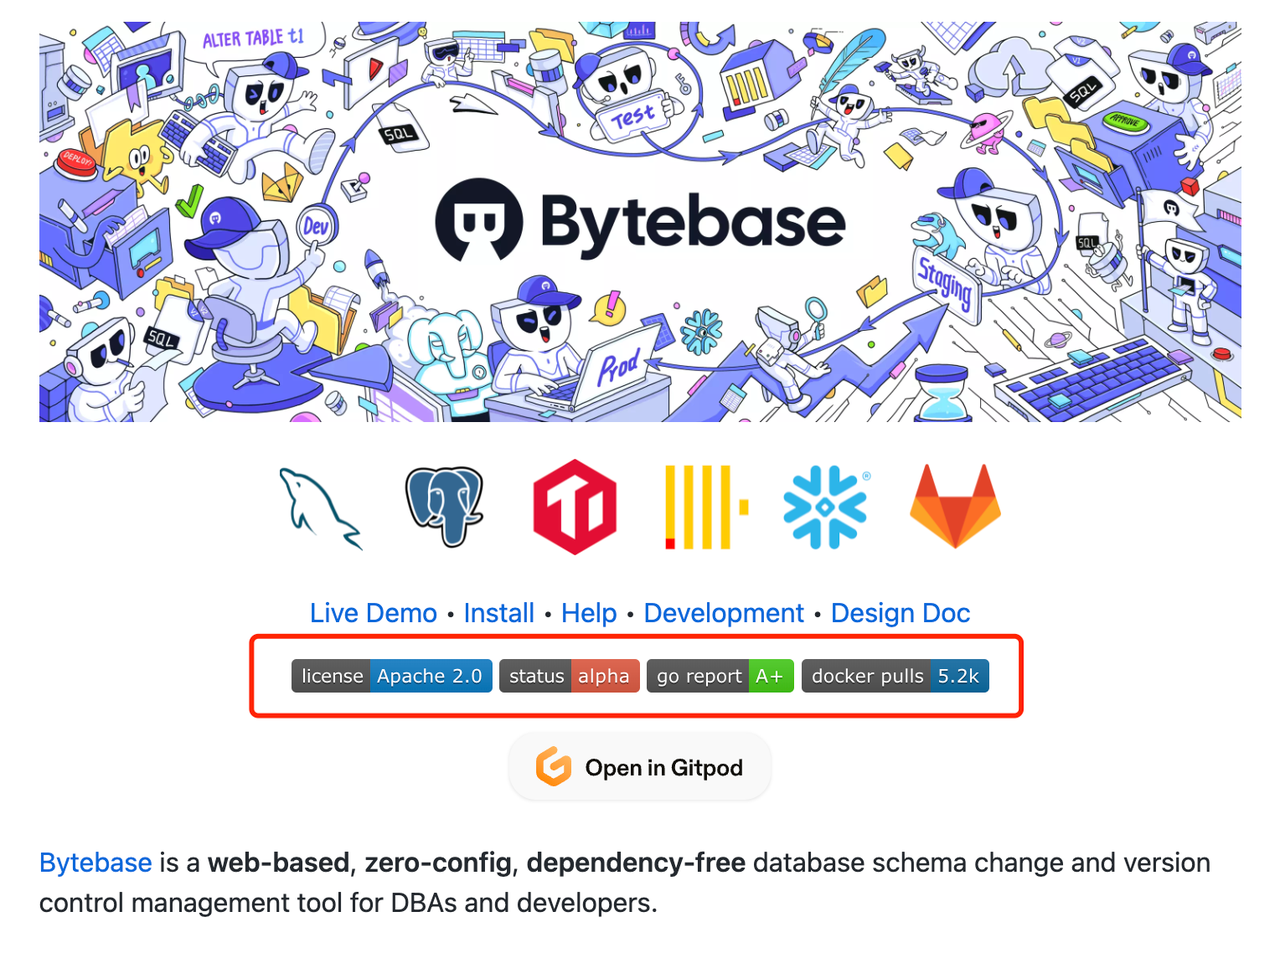 ALTER TABLE t1
Test
SQL
SQL
APPROVE
DEPLOY!
Dev
Bytebase
SQL
Staging
SQL
Prod
Live Demo • Install • Help • Development • Design Doc
license Apache 2.0 status alpha go report A+ docker pulls 5.2k
Open in Gitpod
Bytebase is a web-based, zero-config, dependency-free database schema change and version
control management tool for DBAs and developers.